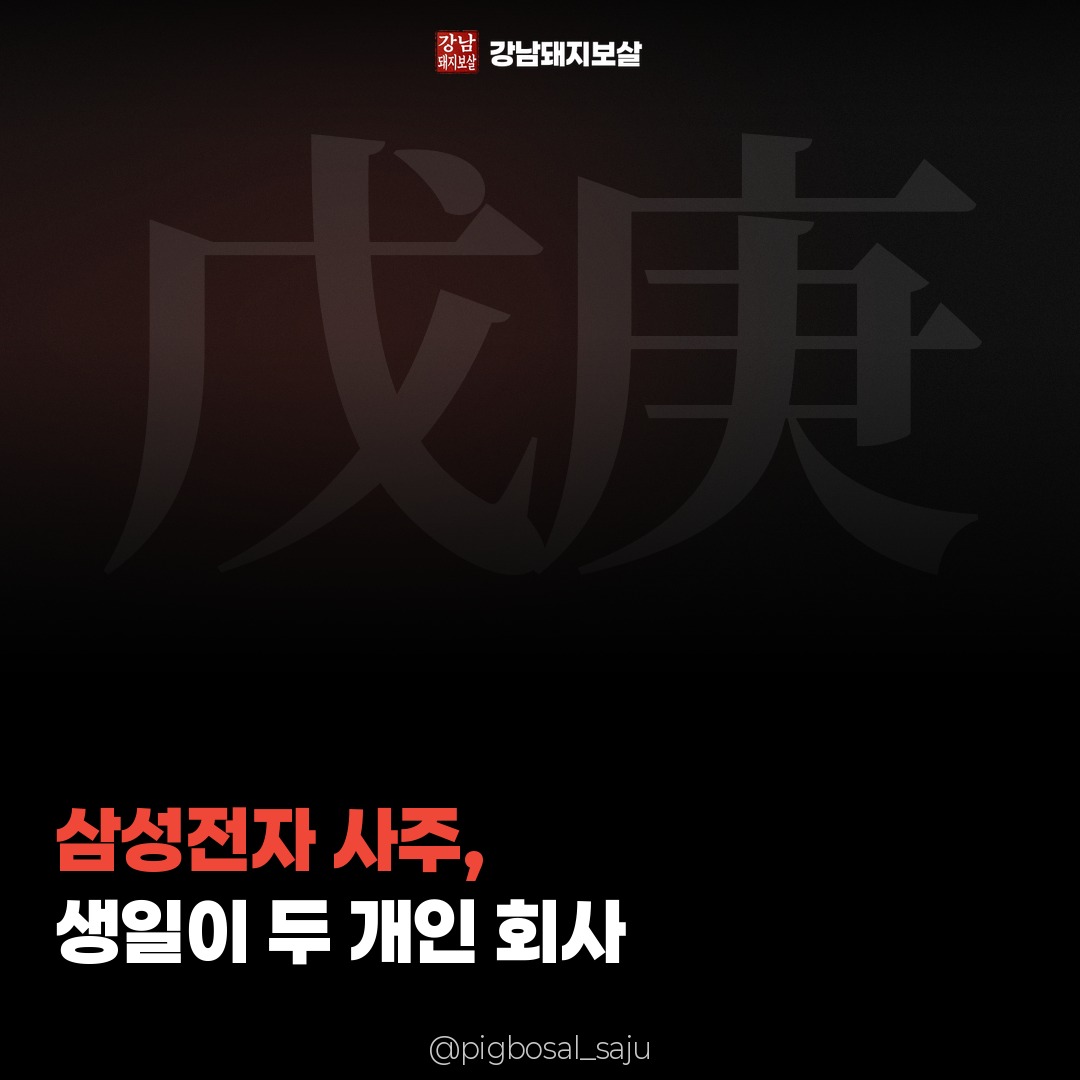 강남
돼지보살
강남돼지보살
戊庚
삼성전자 사주,
생일이 두 개인 회사
@pigbosal_saju